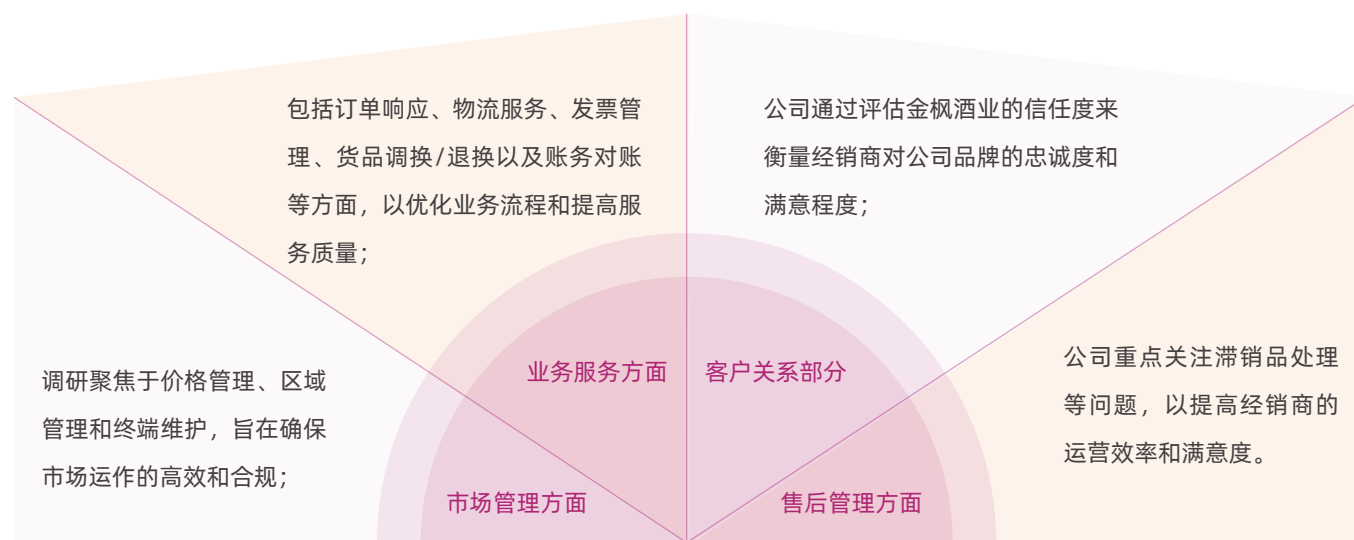 包括订单响应、物流服务、发票管
理、货品调换/退换以及账务对账
等方面，以优化业务流程和提高服
务质量；
公司通过评估金枫酒业的信任度来
衡量经销商对公司品牌的忠诚度和
满意程度；
调研聚焦于价格管理、区域
管理和终端维护，旨在确保
市场运作的高效和合规；
业务服务方面
客户关系部分
公司重点关注滞销品处理
等问题，以提高经销商的
运营效率和满意度。
市场管理方面
售后管理方面